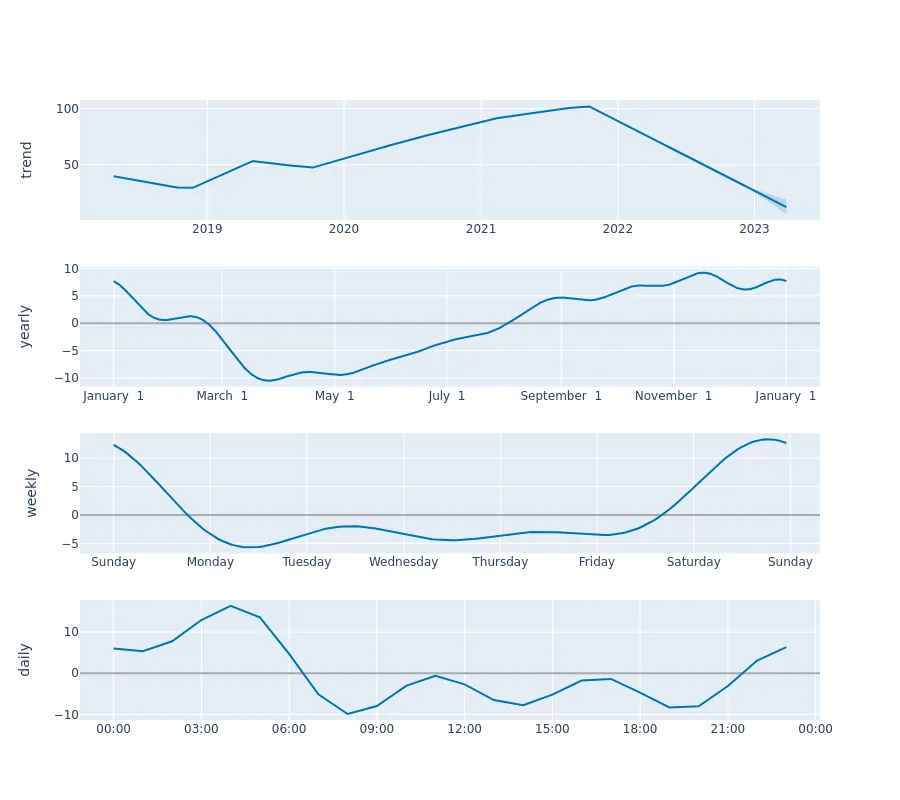 trend
100
50
2019 2020 2021 2022 2023
yearly
10
5
0
−5
−10
January 1 March 1 May 1 July 1 September 1 November 1 January 1
weekly
10
5
0
−5
Sunday Monday Tuesday Wednesday Thursday Friday Saturday Sunday
daily
10
0
−10
00:00 03:00 06:00 09:00 12:00 15:00 18:00 21:00 00:00